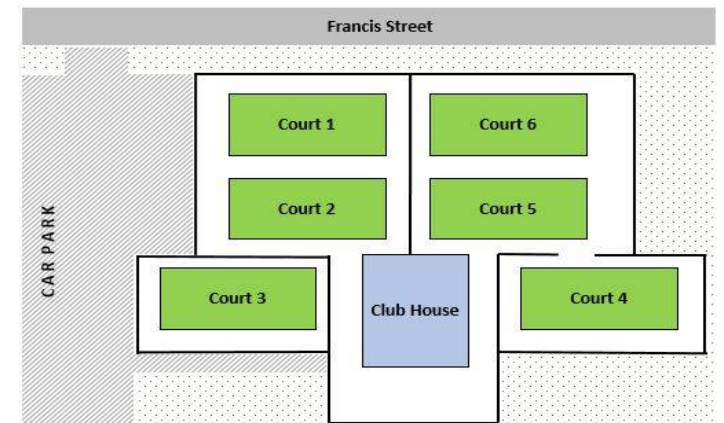 Francis Street
Court 1
Court 6
Court 2
Court 5
CAR PARK
Court 3
Club House
Court 4